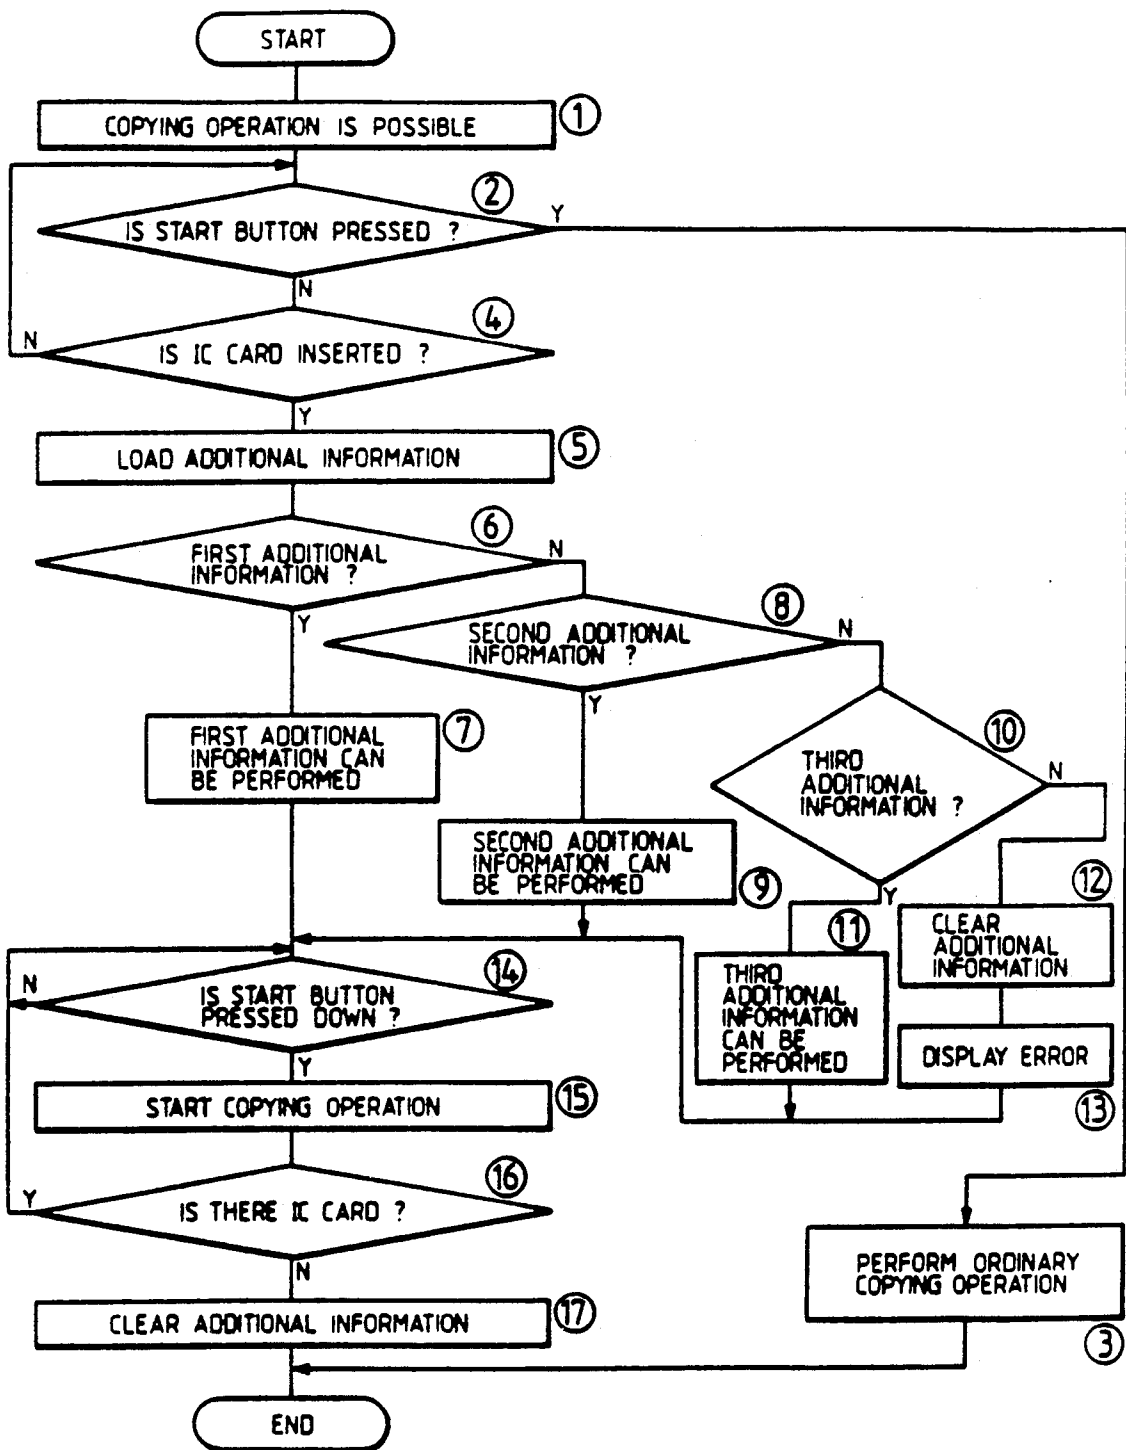 START
COPYING OPERATION IS POSSIBLE
①
②
IS START BUTTON PRESSED ?
Y
N
④
N
IS IC CARD INSERTED ?
Y
LOAD ADDITIONAL INFORMATION
⑤
⑥
FIRST ADDITIONAL
INFORMATION ?
N
Y
⑧
SECOND ADDITIONAL
INFORMATION ?
N
Y
FIRST ADDITIONAL
INFORMATION CAN
BE PERFORMED
⑦
⑩
THIRD
ADDITIONAL
INFORMATION ?
N
Y
SECOND ADDITIONAL
INFORMATION CAN
BE PERFORMED
⑨
⑪
THIRD
ADDITIONAL
INFORMATION
CAN BE
PERFORMED
⑫
CLEAR
ADDITIONAL
INFORMATION
DISPLAY ERROR
⑬
⑭
N
IS START BUTTON
PRESSED DOWN ?
Y
START COPYING OPERATION
⑮
⑯
Y
IS THERE IC CARD ?
N
CLEAR ADDITIONAL INFORMATION
⑰
PERFORM ORDINARY
COPYING OPERATION
③
END